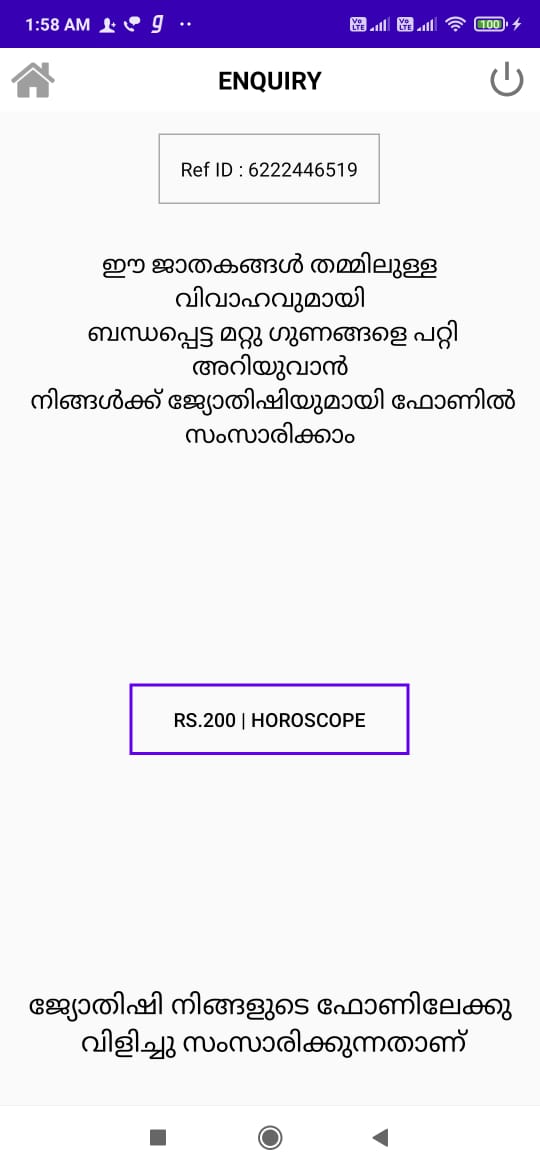 1:58 AM
100
ENQUIRY
Ref ID : 6222446519
ഈ ജാതകങ്ങൾ തമ്മിലുള്ള
വിവാഹവുമായി
ബന്ധപ്പെട്ട മറ്റു ഗുണങ്ങളെ പറ്റി
അറിയുവാൻ
നിങ്ങൾക്ക് ജ്യോതിഷിയുമായി ഫോണിൽ
സംസാരിക്കാം
RS.200 | HOROSCOPE
ജ്യോതിഷി നിങ്ങളുടെ ഫോണിലേക്കു
വിളിച്ചു സംസാരിക്കുന്നതാണ്